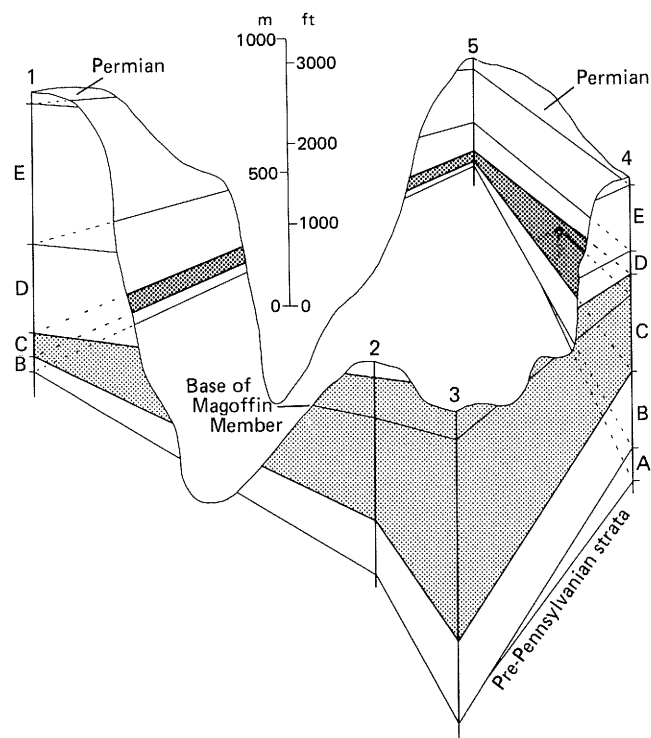 m ft
1000 3000
2000
500
1000
0 0
1
Permian
E
D
C
B
5
Permian
4
E
D
C
B
A
?
2
3
Base of
Magoffin
Member
Pre-Pennsylvanian strata